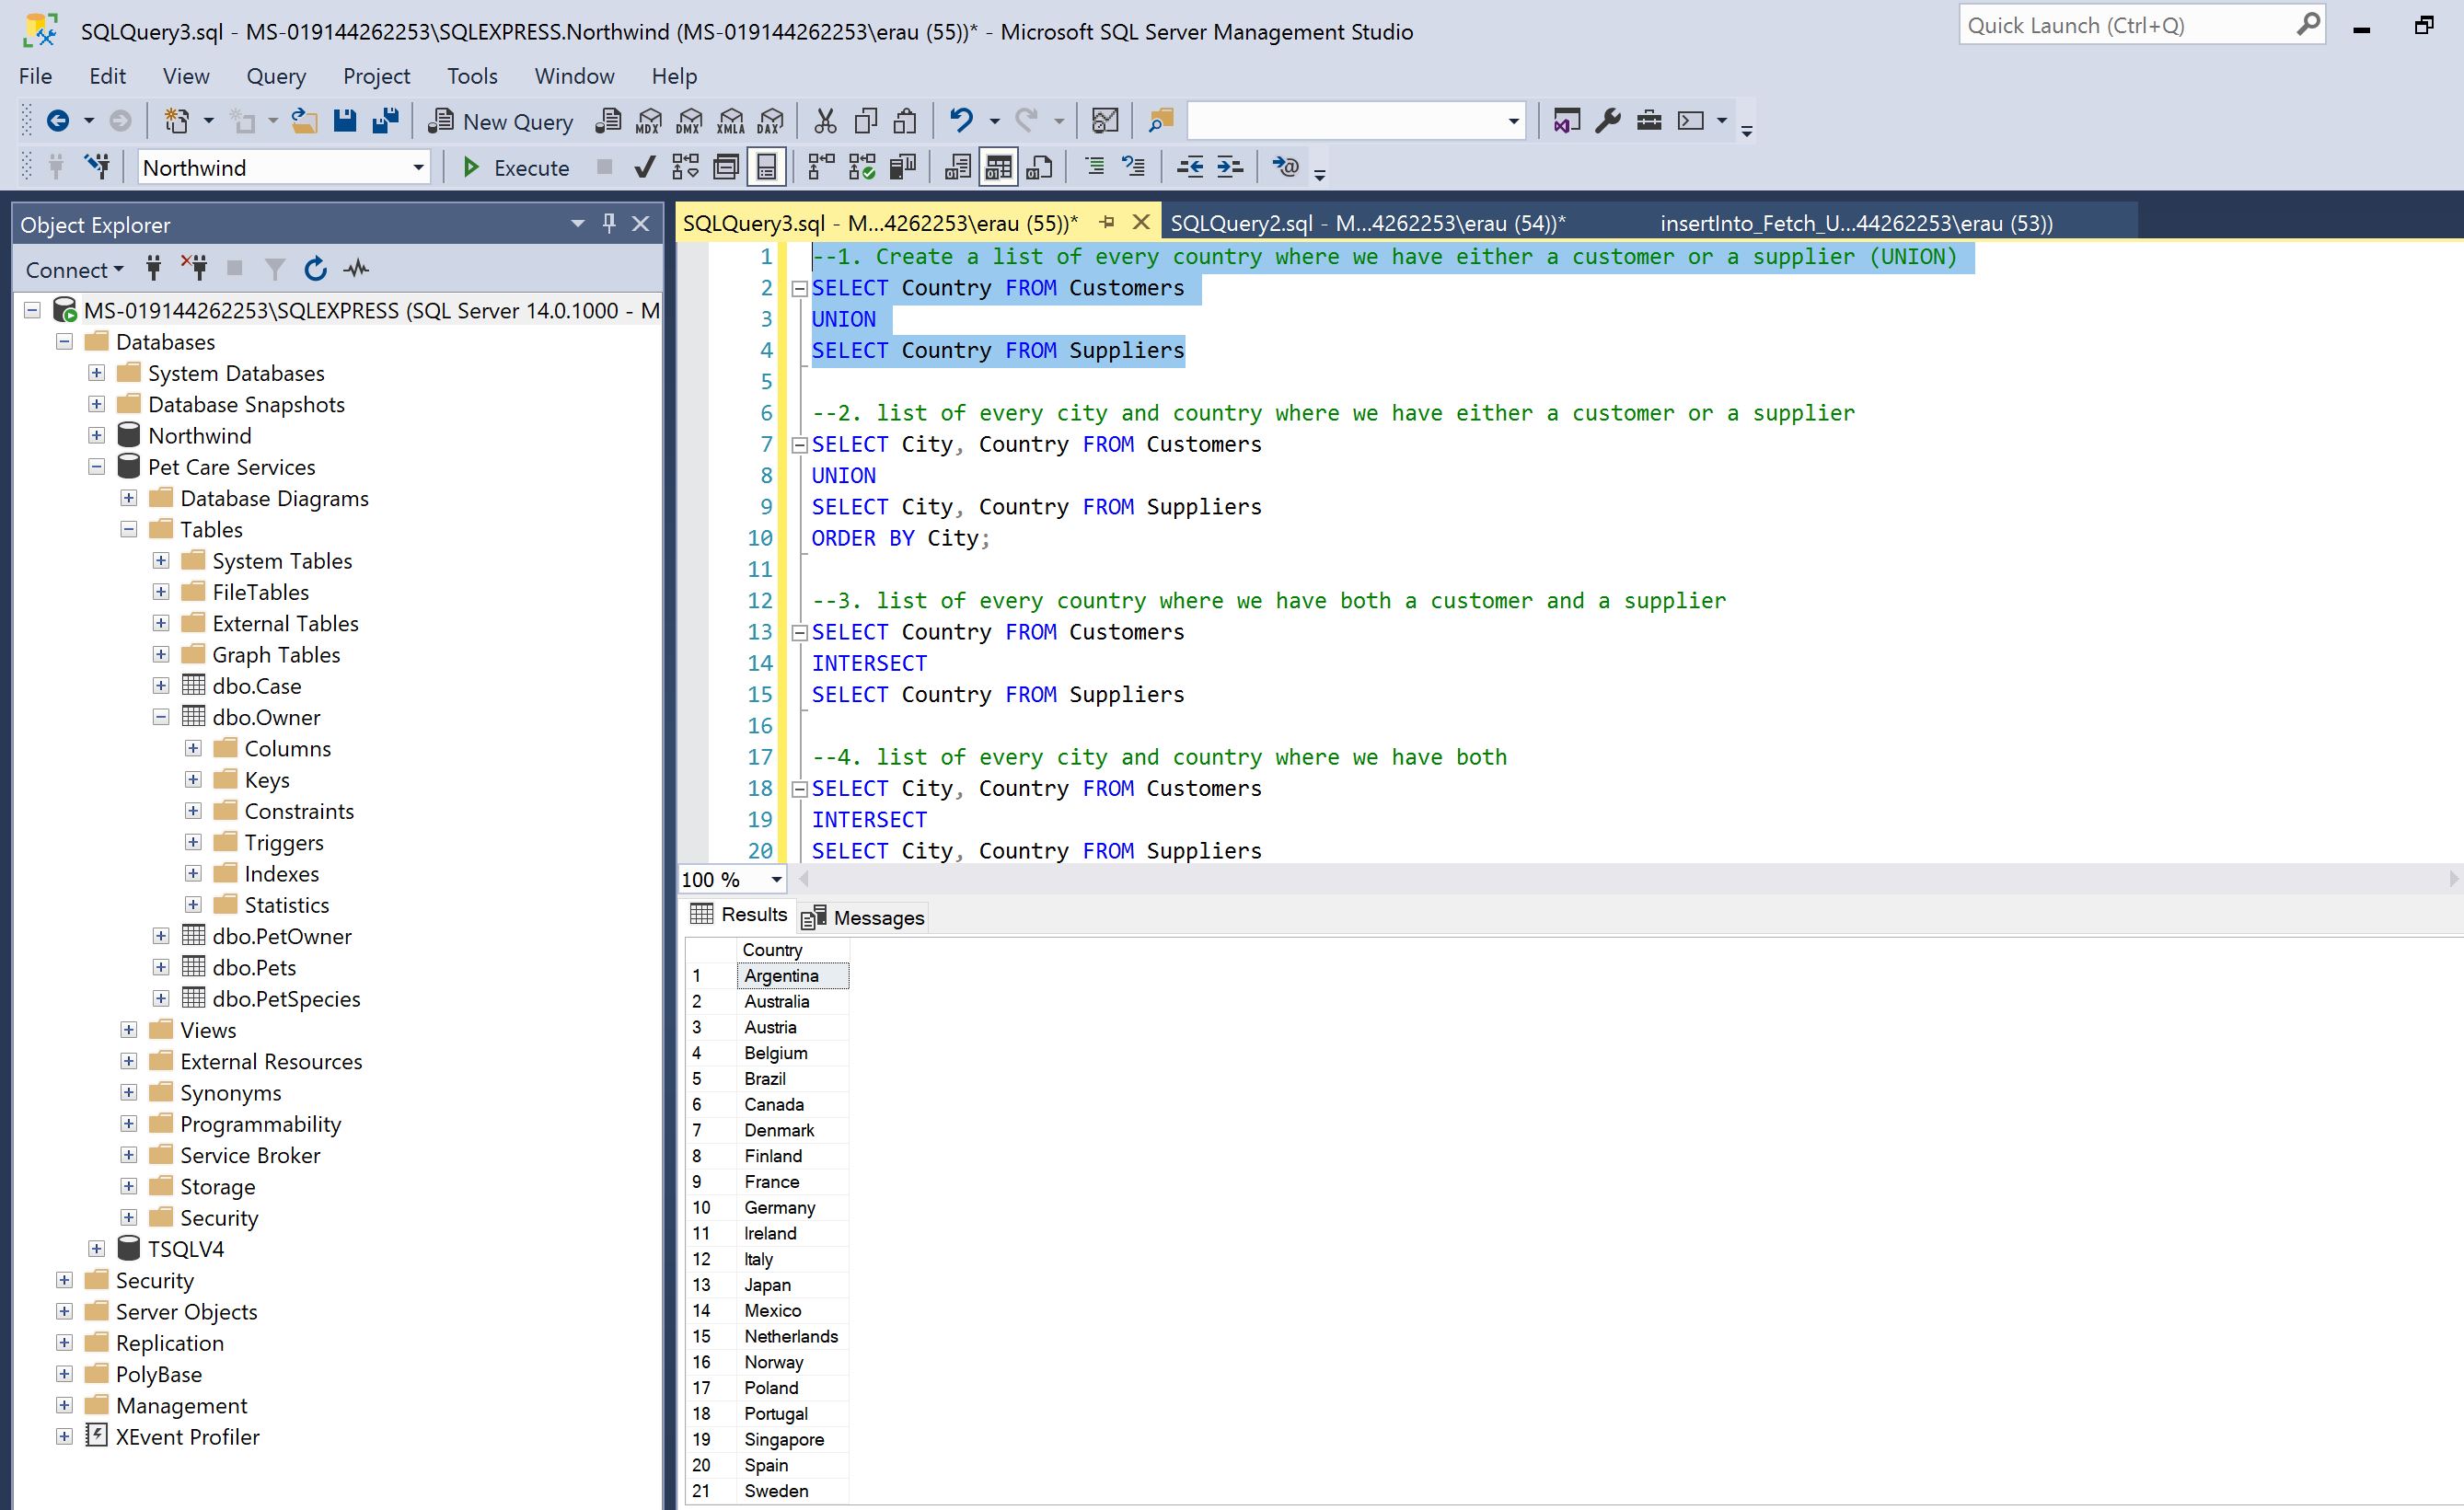 SQLQuery3.sql - MS-019144262253\SQLEXPRESS.Northwind (MS-019144262253\erau (55))* - Microsoft SQL Server Management Studio
Quick Launch (Ctrl+Q)
File Edit View Query Project Tools Window Help
New Query MDX DMX XMLA DAX
Northwind Execute
Object Explorer
Connect
MS-019144262253\SQLEXPRESS (SQL Server 14.0.1000 - M
Databases
System Databases
Database Snapshots
Northwind
Pet Care Services
Database Diagrams
Tables
System Tables
FileTables
External Tables
Graph Tables
dbo.Case
dbo.Owner
Columns
Keys
Constraints
Triggers
Indexes
Statistics
dbo.PetOwner
dbo.Pets
dbo.PetSpecies
Views
External Resources
Synonyms
Programmability
Service Broker
Storage
Security
TSQLV4
Security
Server Objects
Replication
PolyBase
Management
XEvent Profiler
SQLQuery3.sql - M...4262253\erau (55))* SQLQuery2.sql - M...4262253\erau (54))* insertInto_Fetch_U...44262253\erau (53))
1 --1. Create a list of every country where we have either a customer or a supplier (UNION)
2 SELECT Country FROM Customers
3 UNION
4 SELECT Country FROM Suppliers
5
6 --2. list of every city and country where we have either a customer or a supplier
7 SELECT City, Country FROM Customers
8 UNION
9 SELECT City, Country FROM Suppliers
10 ORDER BY City;
11
12 --3. list of every country where we have both a customer and a supplier
13 SELECT Country FROM Customers
14 INTERSECT
15 SELECT Country FROM Suppliers
16
17 --4. list of every city and country where we have both
18 SELECT City, Country FROM Customers
19 INTERSECT
20 SELECT City, Country FROM Suppliers
100 %
Results Messages
Country
1 Argentina
2 Australia
3 Austria
4 Belgium
5 Brazil
6 Canada
7 Denmark
8 Finland
9 France
10 Germany
11 Ireland
12 Italy
13 Japan
14 Mexico
15 Netherlands
16 Norway
17 Poland
18 Portugal
19 Singapore
20 Spain
21 Sweden